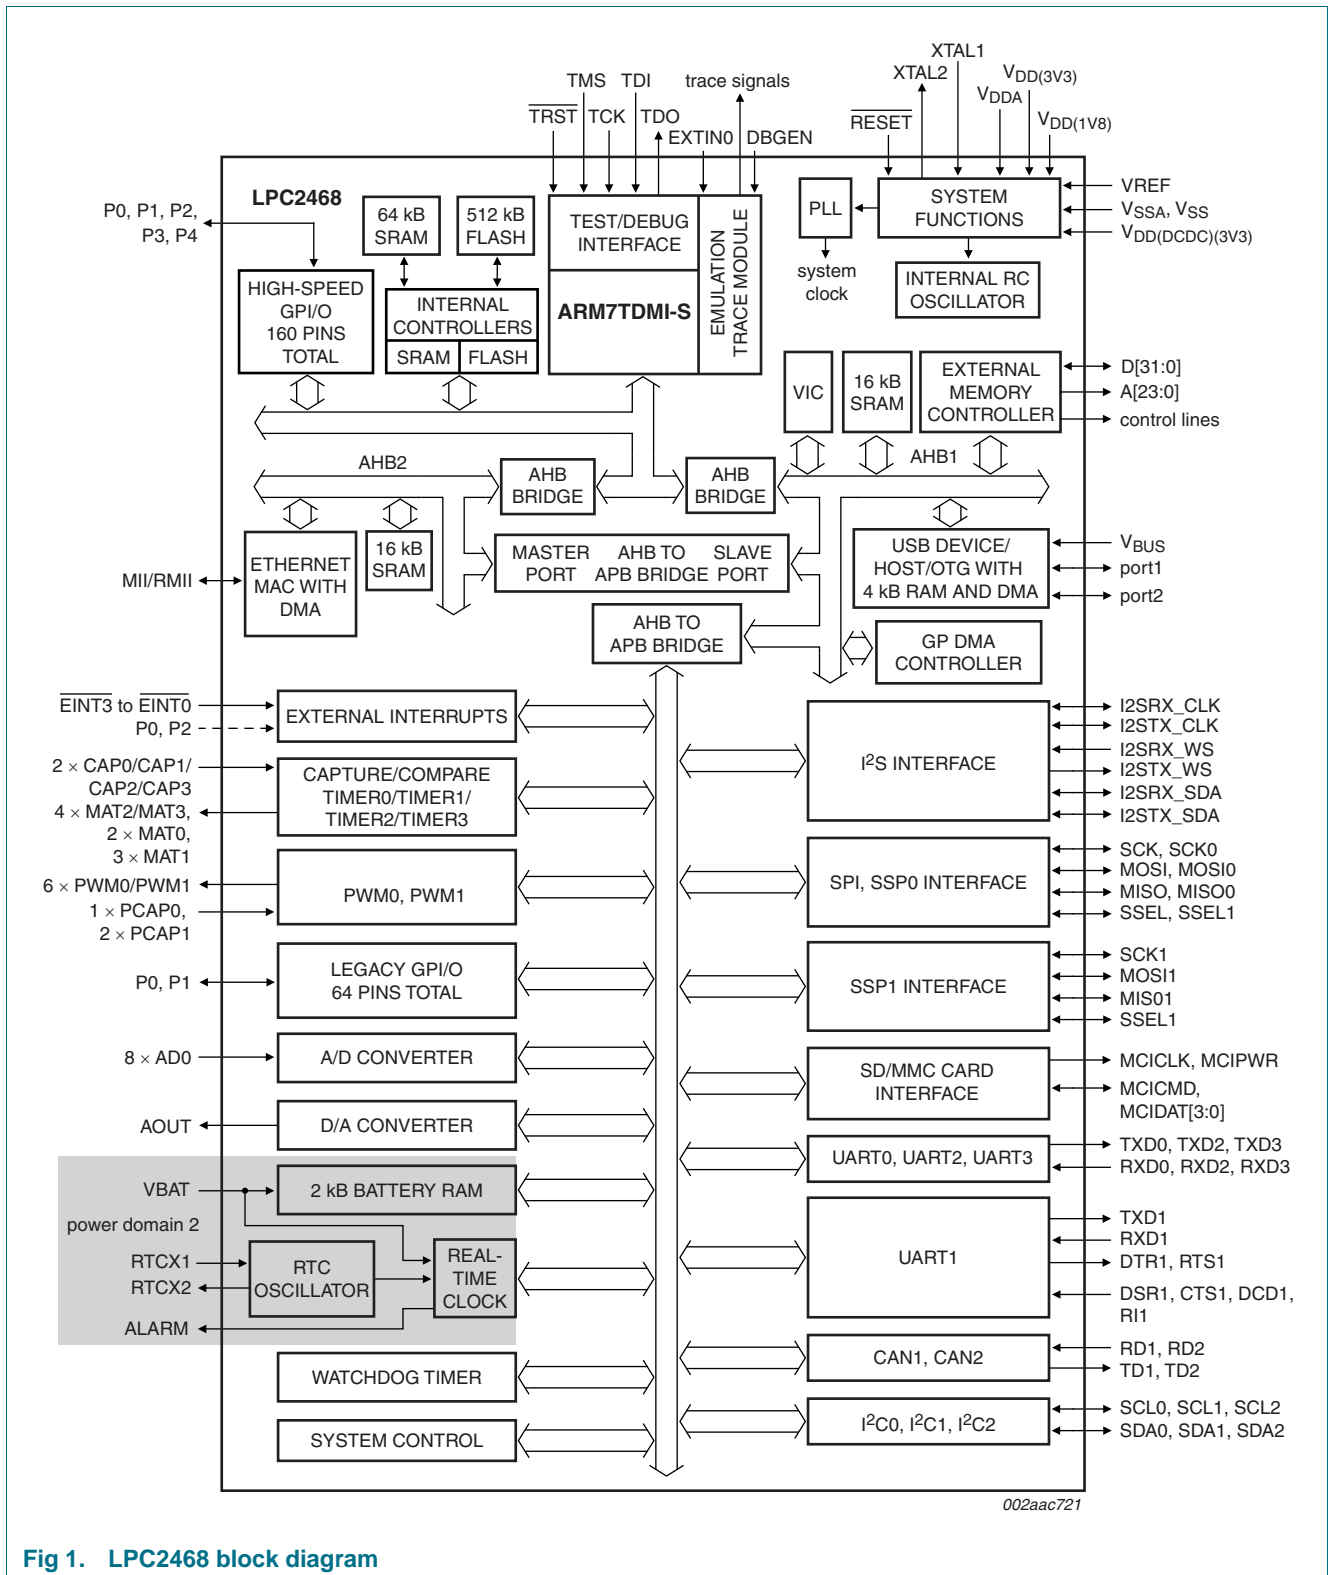 XTAL1
XTAL2
VDD(3V3)
VDDA
VDD(1V8)
RESET
TMS TDI trace signals
TRST TCK TDO
EXTIN0 DBGEN
LPC2468
P0, P1, P2,
P3, P4
64 kB
SRAM
512 kB
FLASH
TEST/DEBUG
INTERFACE
ARM7TDMI-S
EMULATION
TRACE MODULE
PLL
system
clock
SYSTEM
FUNCTIONS
VREF
VSSA, VSS
VDD(DCDC)(3V3)
INTERNAL RC
OSCILLATOR
HIGH-SPEED
GPI/O
160 PINS
TOTAL
INTERNAL
CONTROLLERS
SRAM FLASH
VIC
16 kB
SRAM
EXTERNAL
MEMORY
CONTROLLER
D[31:0]
A[23:0]
control lines
AHB2
AHB
BRIDGE
AHB
BRIDGE
AHB1
MII/RMII
ETHERNET
MAC WITH
DMA
16 kB
SRAM
MASTER
PORT
AHB TO
APB BRIDGE
SLAVE
PORT
USB DEVICE/
HOST/OTG WITH
4 kB RAM AND DMA
VBUS
port1
port2
AHB TO
APB BRIDGE
GP DMA
CONTROLLER
EINT3 to EINT0
P0, P2
EXTERNAL INTERRUPTS
2 × CAP0/CAP1/
CAP2/CAP3
4 × MAT2/MAT3,
2 × MAT0,
3 × MAT1
CAPTURE/COMPARE
TIMER0/TIMER1/
TIMER2/TIMER3
6 × PWM0/PWM1
1 × PCAP0,
2 × PCAP1
PWM0, PWM1
P0, P1
LEGACY GPI/O
64 PINS TOTAL
8 × AD0
A/D CONVERTER
AOUT
D/A CONVERTER
VBAT
2 kB BATTERY RAM
power domain 2
RTCX1
RTCX2
RTC
OSCILLATOR
REAL-
TIME
CLOCK
ALARM
WATCHDOG TIMER
SYSTEM CONTROL
I2S INTERFACE
I2SRX_CLK
I2STX_CLK
I2SRX_WS
I2STX_WS
I2SRX_SDA
I2STX_SDA
SPI, SSP0 INTERFACE
SCK, SCK0
MOSI, MOSI0
MISO, MISO0
SSEL, SSEL1
SSP1 INTERFACE
SCK1
MOSI1
MIS01
SSEL1
SD/MMC CARD
INTERFACE
MCICLK, MCIPWR
MCICMD,
MCIDAT[3:0]
UART0, UART2, UART3
TXD0, TXD2, TXD3
RXD0, RXD2, RXD3
UART1
TXD1
RXD1
DTR1, RTS1
DSR1, CTS1, DCD1,
RI1
CAN1, CAN2
RD1, RD2
TD1, TD2
I2C0, I2C1, I2C2
SCL0, SCL1, SCL2
SDA0, SDA1, SDA2
002aac721
Fig 1. LPC2468 block diagram